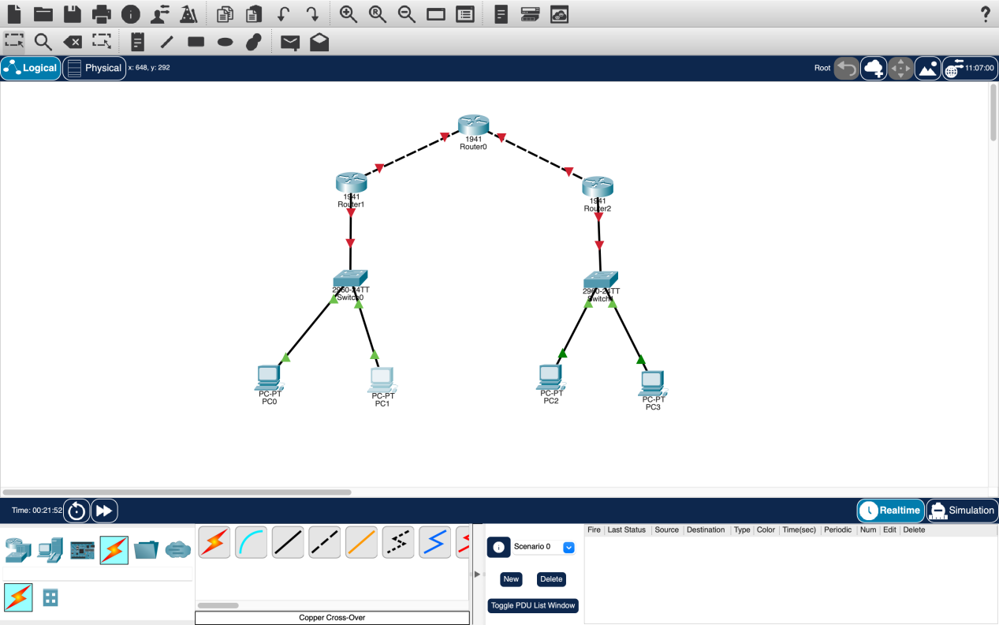 ?
R
Logical
Physical
x: 648, y: 292
Root
11:07:00
1941
Router0
1941
Router1
1941
Router2
2960-24TT
Switch0
2960-24TT
Switch1
PC-PT
PC0
PC-PT
PC1
PC-PT
PC2
PC-PT
PC3
Time: 00:21:52
Realtime
Simulation
Fire Last Status Source Destination Type Color Time(sec) Periodic Num Edit Delete
Scenario 0
New
Delete
Toggle PDU List Window
Copper Cross-Over